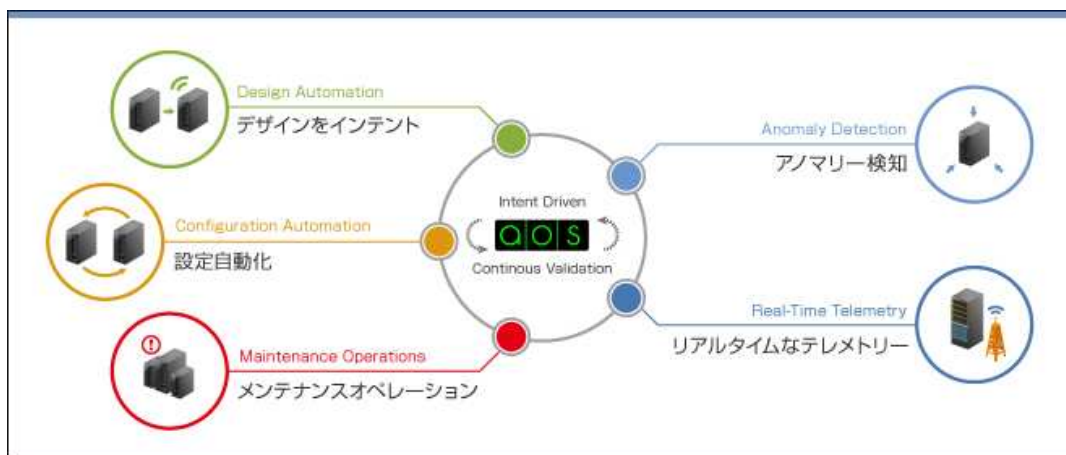 Design Automation
デザインをインテント
Configuration Automation
設定自動化
Maintenance Operations
メンテナンスオペレーション
Intent Driven
aos
Continous Validation
Anomaly Detection
アノマリー検知
Real-Time Telemetry
リアルタイムなテレメトリー